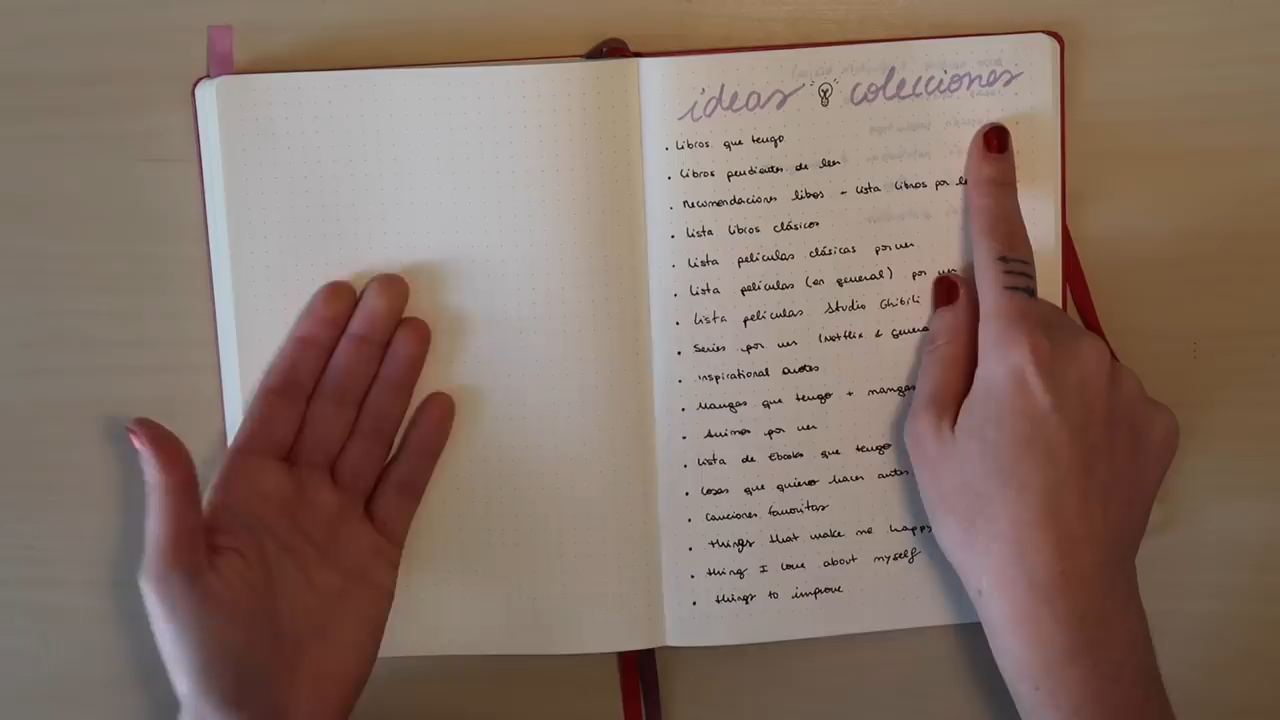 ideas colecciones
• Libros que tengo
• Libros pendientes de leer
• recomendaciones libros - lista libros por
• Lista libros clásicos
• Lista películas clásicas por ver
• Lista películas (en general) por ver
• Lista películas Studio Ghibili
• Series por ver (Netflix &
• inspirational quotes
• Mangas que tengo + mangas
• Animes por ver
• Lista de Ebooks que tengo
• Cosas que quiero hacer antes
• Canciones favoritas
• things that make me happy
• thing I love about myself
• things to improve